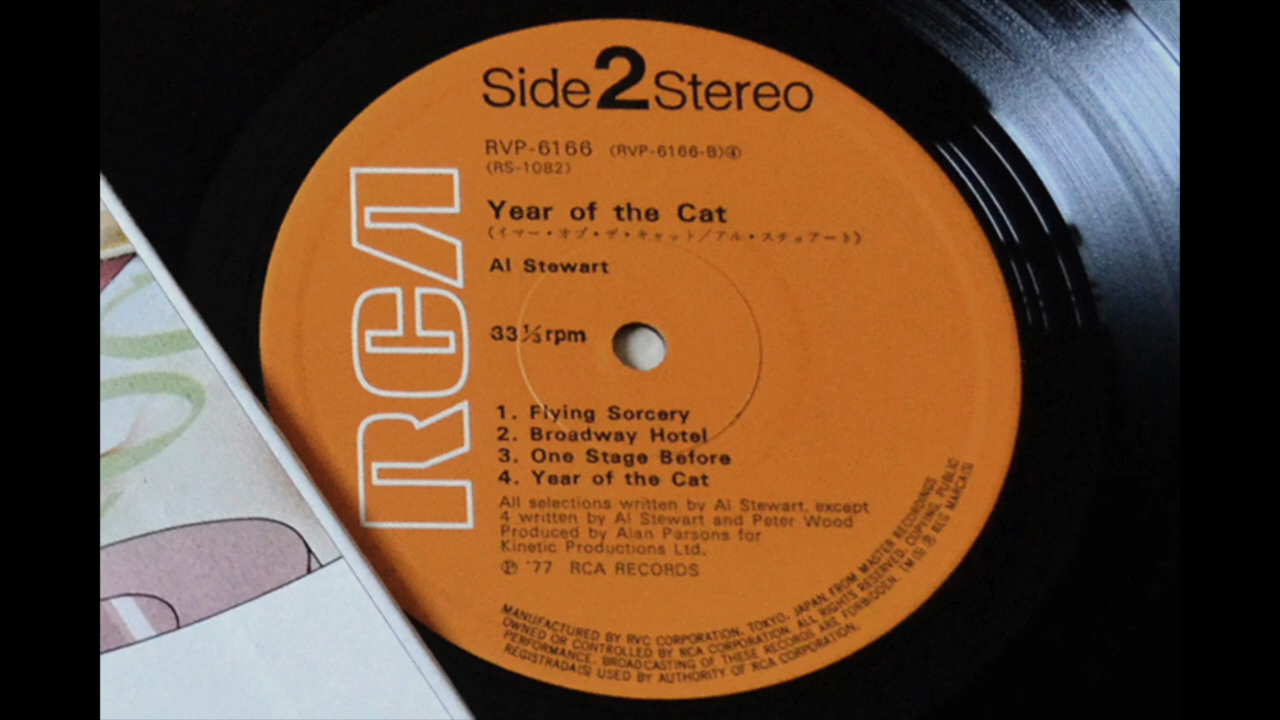 Side 2 Stereo
RVP-6166 (RVP-6166-B)④
(RS-1082)
Year of the Cat
(イヤー・オブ・ザ・キャット/アル・スチュアート)
Al Stewart
33⅓rpm
1. Flying Sorcery
2. Broadway Hotel
3. One Stage Before
4. Year of the Cat
All selections written by Al Stewart, except
4 written by Al Stewart and Peter Wood
Produced by Alan Parsons for
Kinetic Productions Ltd.
Ⓟ '77 RCA RECORDS
RCA
MANUFACTURED BY RVC CORPORATION, TOKYO, JAPAN FROM MASTER RECORDINGS
OWNED OR CONTROLLED BY RCA CORPORATION. ALL RIGHTS RESERVED. COPYING, PUBLIC
PERFORMANCE, BROADCASTING OF THESE RECORDS ARE FORBIDDEN. TM(S) Ⓡ REG MARCA(S)
REGISTRADA(S) USED BY AUTHORITY OF RCA CORPORATION.